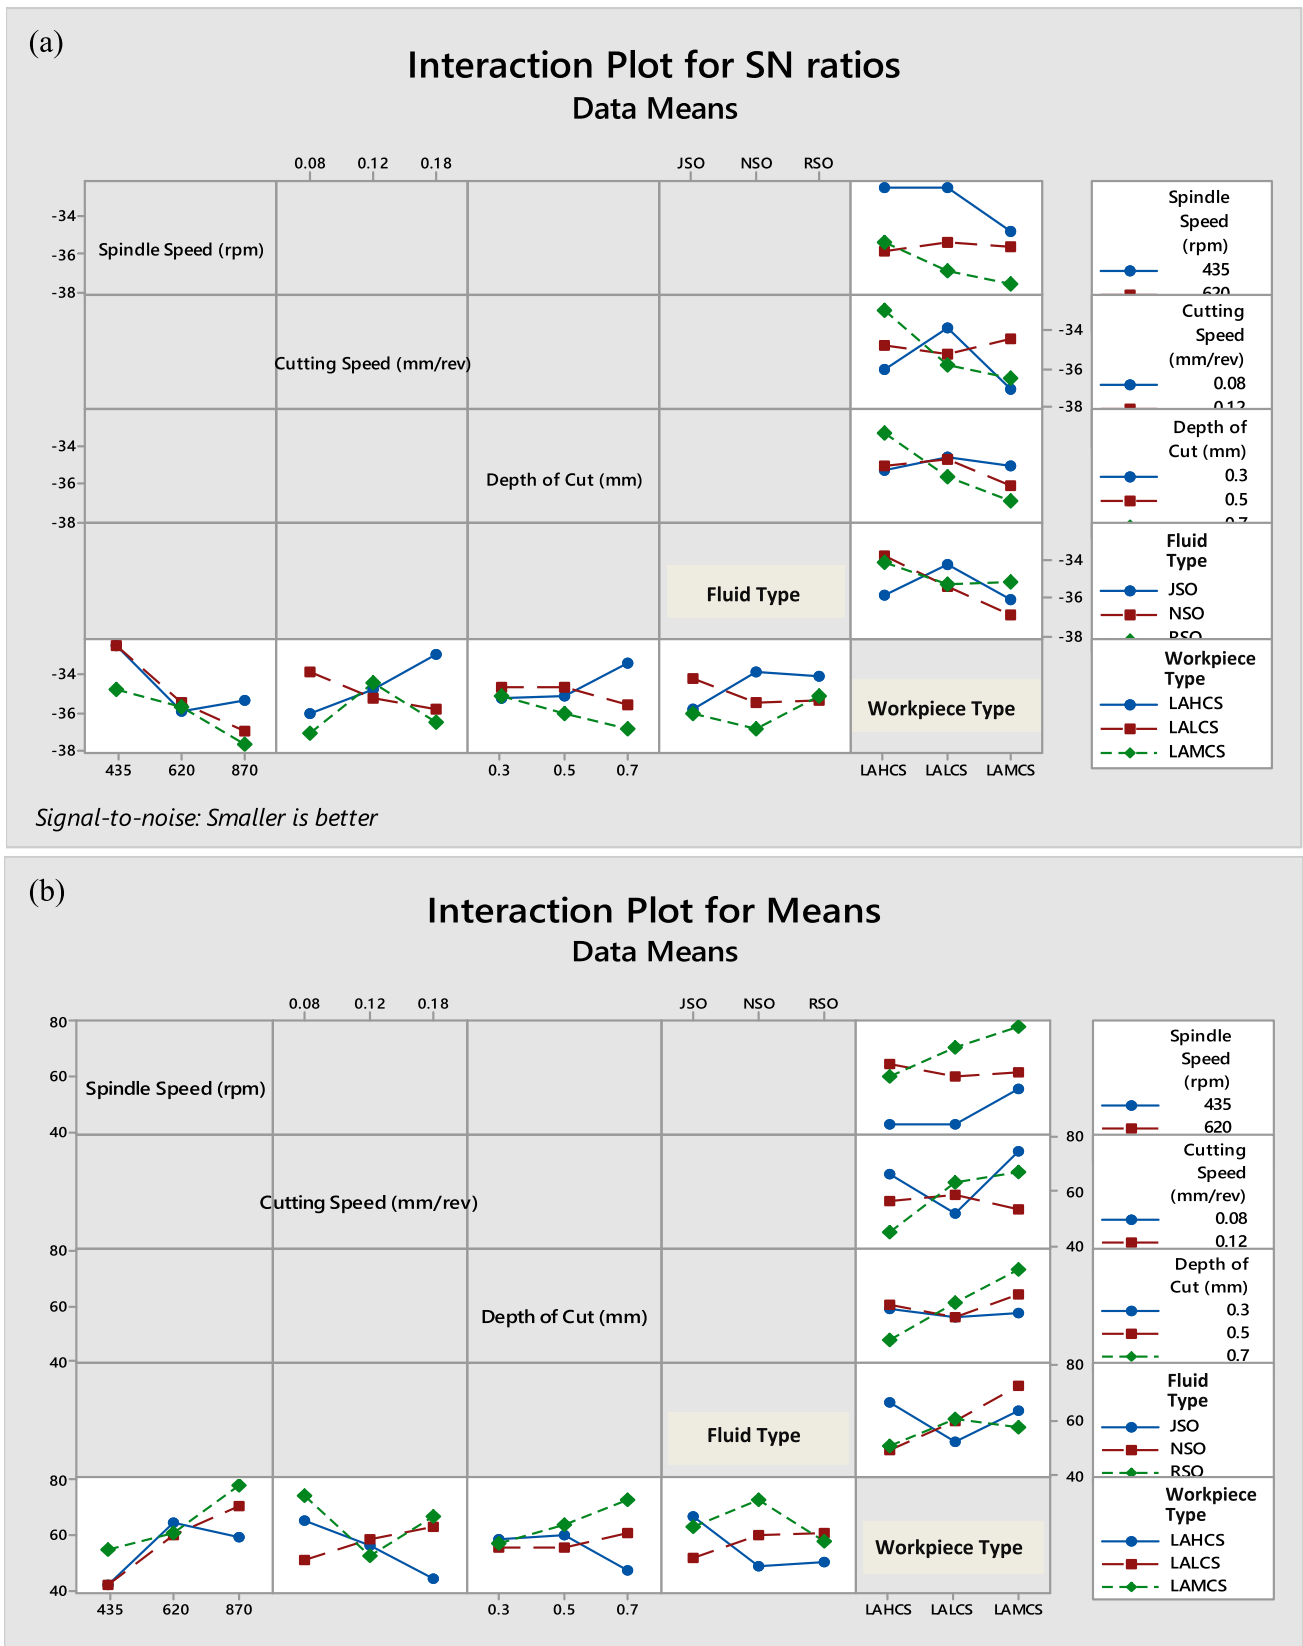 (a)
Interaction Plot for SN ratios
Data Means
0.08 0.12 0.18 JSO NSO RSO
-34
-36
-38
Spindle Speed (rpm)
Spindle
Speed
(rpm)
435
620
Cutting Speed (mm/rev)
-34
-36
-38
Cutting
Speed
(mm/rev)
0.08
0.12
-34
-36
-38
Depth of Cut (mm)
Depth of
Cut (mm)
0.3
0.5
0.7
Fluid Type
-34
-36
-38
Fluid
Type
JSO
NSO
RSO
-34
-36
-38
Workpiece Type
Workpiece
Type
LAHCS
LALCS
LAMCS
435 620 870 0.3 0.5 0.7 LAHCS LALCS LAMCS
Signal-to-noise: Smaller is better
(b)
Interaction Plot for Means
Data Means
0.08 0.12 0.18 JSO NSO RSO
80
60
40
Spindle Speed (rpm)
Spindle
Speed
(rpm)
435
620
Cutting Speed (mm/rev)
80
60
40
Cutting
Speed
(mm/rev)
0.08
0.12
80
60
40
Depth of Cut (mm)
Depth of
Cut (mm)
0.3
0.5
0.7
Fluid Type
80
60
40
Fluid
Type
JSO
NSO
RSO
80
60
40
Workpiece Type
Workpiece
Type
LAHCS
LALCS
LAMCS
435 620 870 0.3 0.5 0.7 LAHCS LALCS LAMCS